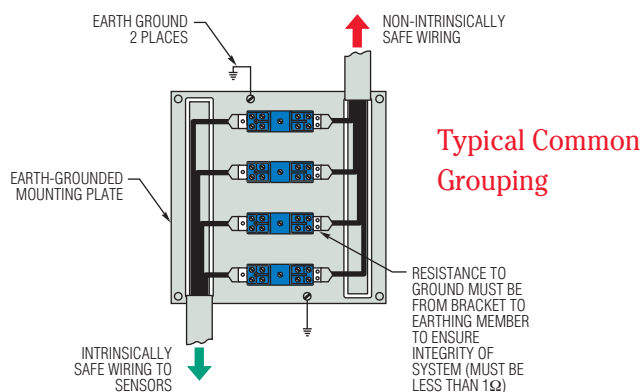 EARTH GROUND
2 PLACES
NON-INTRINSICALLY
SAFE WIRING
Typical Common
Grouping
EARTH-GROUNDED
MOUNTING PLATE
RESISTANCE TO
GROUND MUST BE
FROM BRACKET TO
EARTHING MEMBER
TO ENSURE
INTEGRITY OF
SYSTEM (MUST BE
LESS THAN 1Ω)
INTRINSICALLY
SAFE WIRING TO
SENSORS